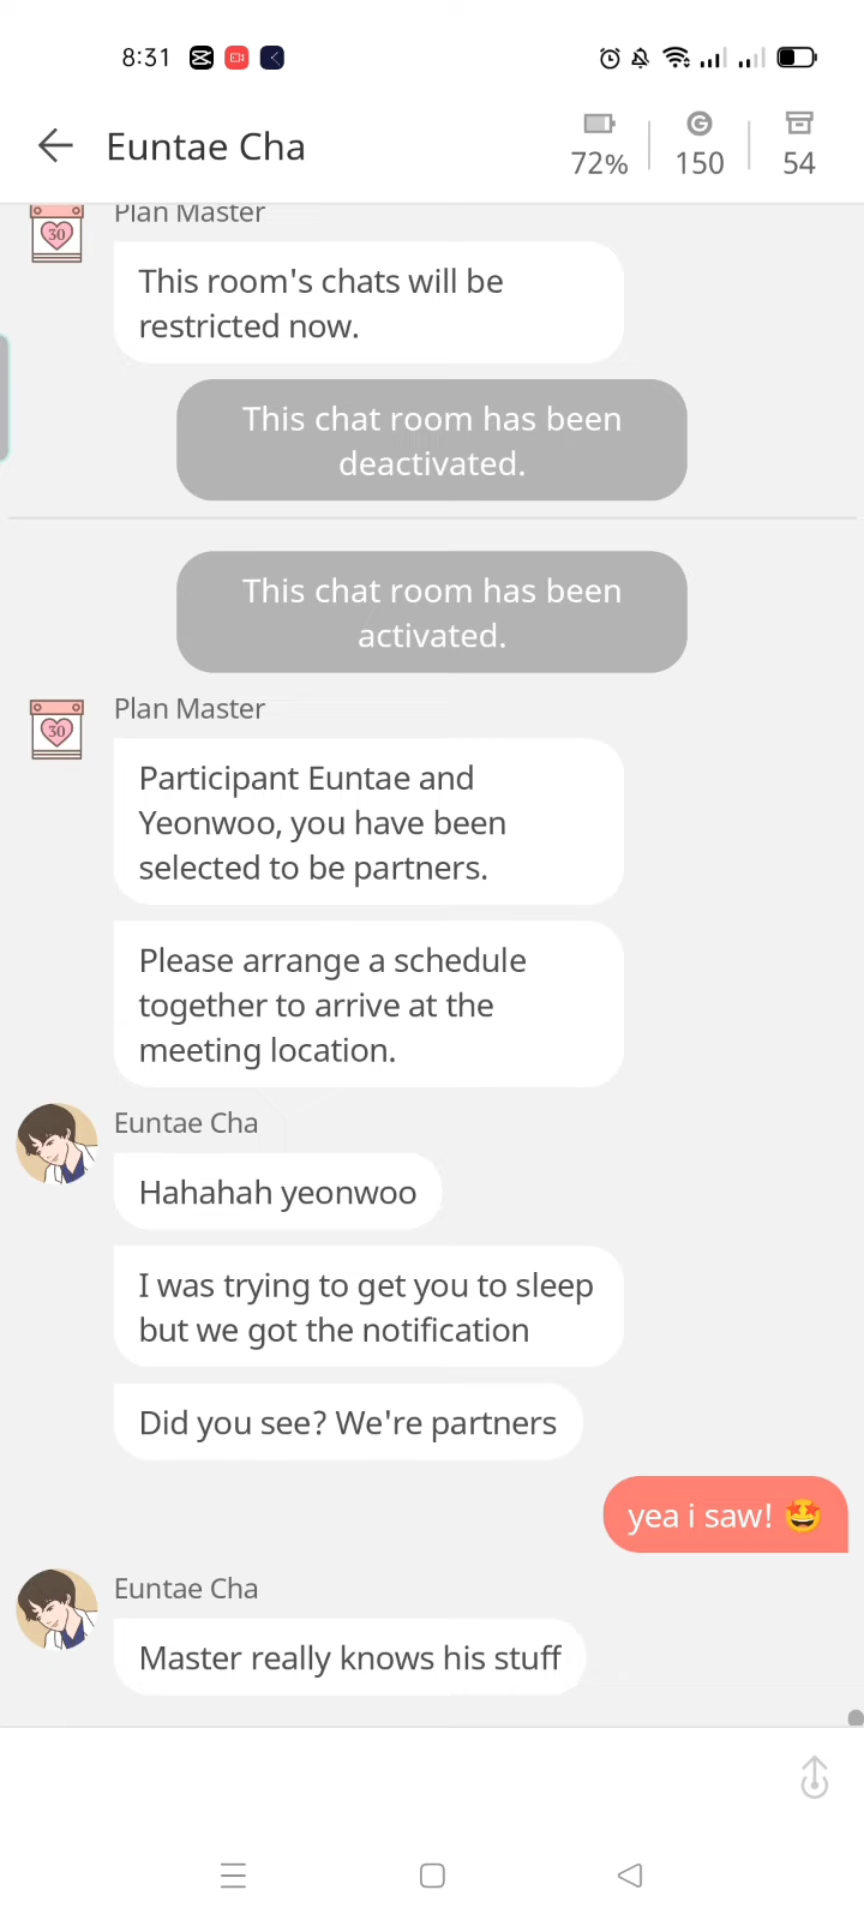 8:31
Euntae Cha
72%
150
54
Plan Master
30
This room's chats will be
restricted now.
This chat room has been
deactivated.
This chat room has been
activated.
Plan Master
30
Participant Euntae and
Yeonwoo, you have been
selected to be partners.
Please arrange a schedule
together to arrive at the
meeting location.
Euntae Cha
Hahahah yeonwoo
I was trying to get you to sleep
but we got the notification
Did you see? We're partners
yea i saw! 🤩
Euntae Cha
Master really knows his stuff